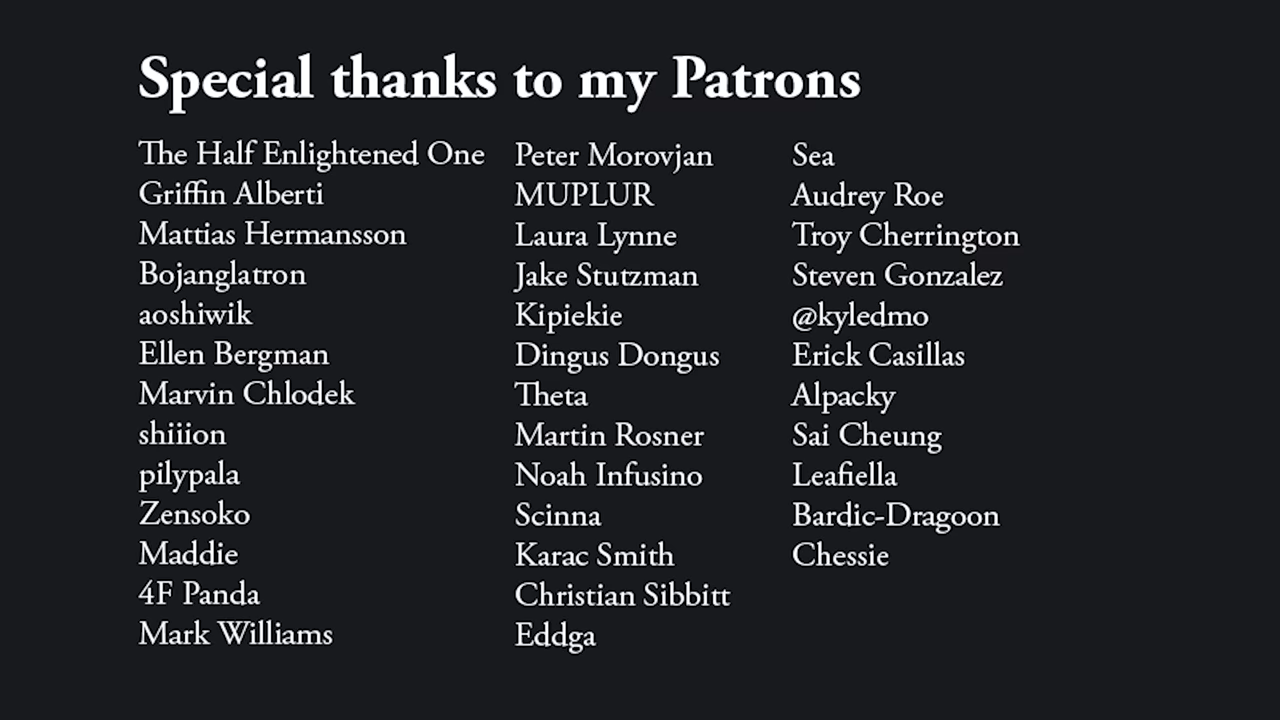 Special thanks to my Patrons
The Half Enlightened One
Griffin Alberti
Mattias Hermansson
Bojanglatron
aoshiwik
Ellen Bergman
Marvin Chlodek
shiiion
pilypala
Zensoko
Maddie
4F Panda
Mark Williams
Peter Morovjan
MUPLUR
Laura Lynne
Jake Stutzman
Kipiekie
Dingus Dongus
Theta
Martin Rosner
Noah Infusino
Scinna
Karac Smith
Christian Sibbitt
Eddga
Sea
Audrey Roe
Troy Cherrington
Steven Gonzalez
@kyledmo
Erick Casillas
Alpacky
Sai Cheung
Leafiella
Bardic-Dragoon
Chessie